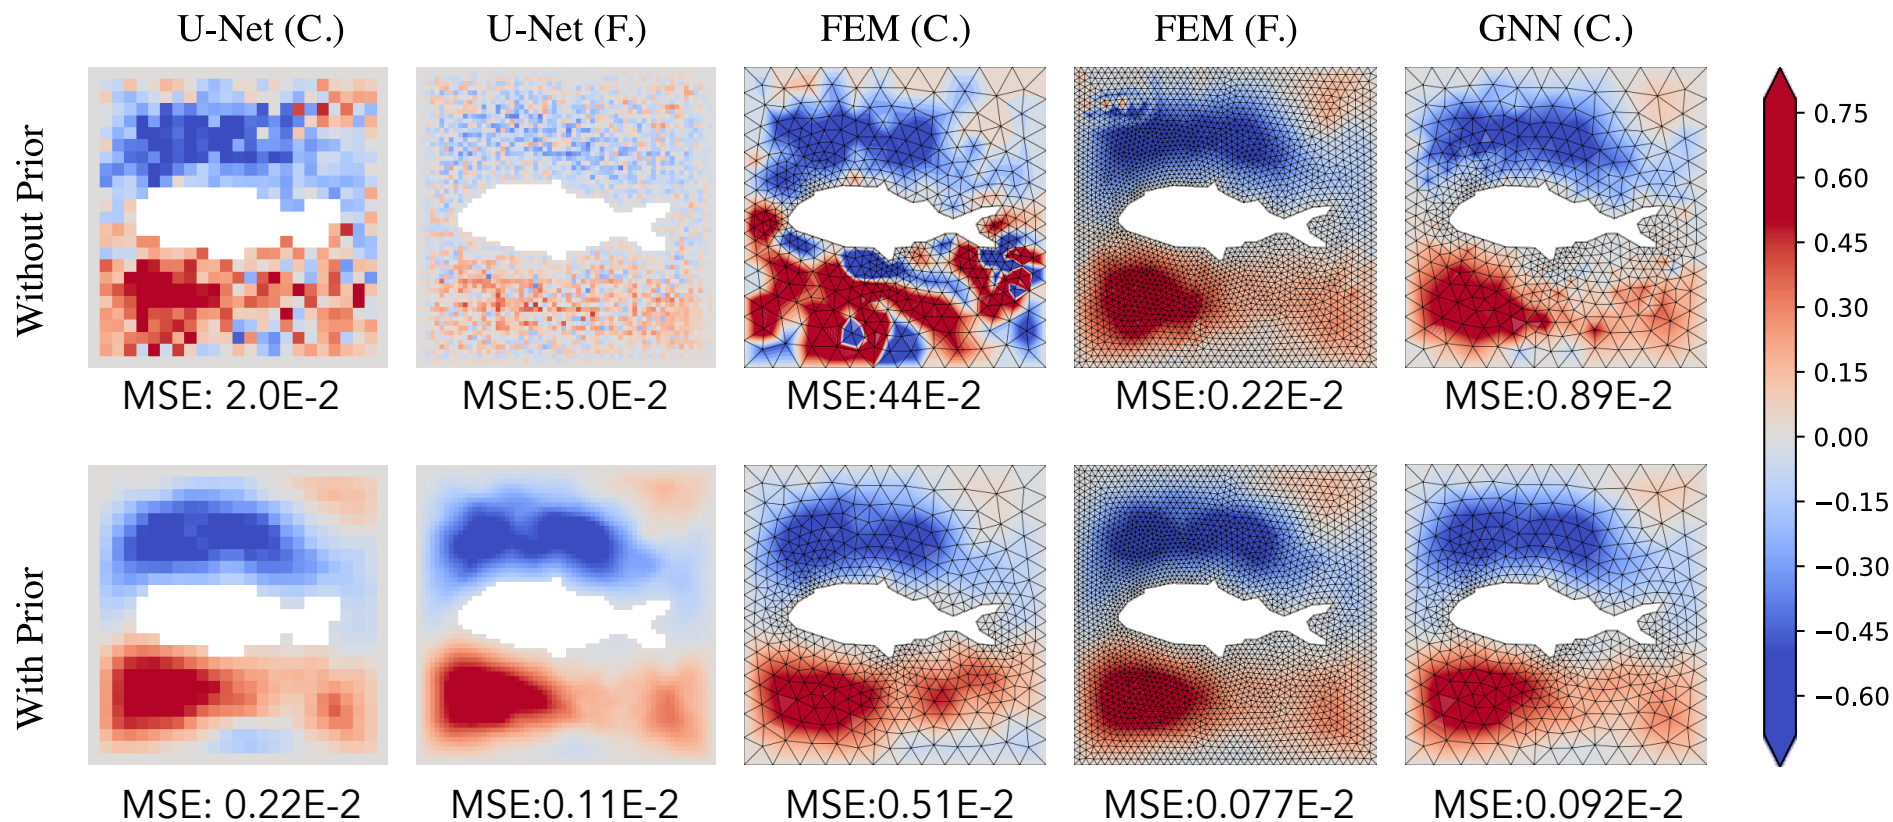 U-Net (C.) U-Net (F.) FEM (C.) FEM (F.) GNN (C.)
Without Prior
MSE: 2.0E-2 MSE:5.0E-2 MSE:44E-2 MSE:0.22E-2 MSE:0.89E-2
With Prior
MSE: 0.22E-2 MSE:0.11E-2 MSE:0.51E-2 MSE:0.077E-2 MSE:0.092E-2
0.75
0.60
0.45
0.30
0.15
0.00
−0.15
−0.30
−0.45
−0.60